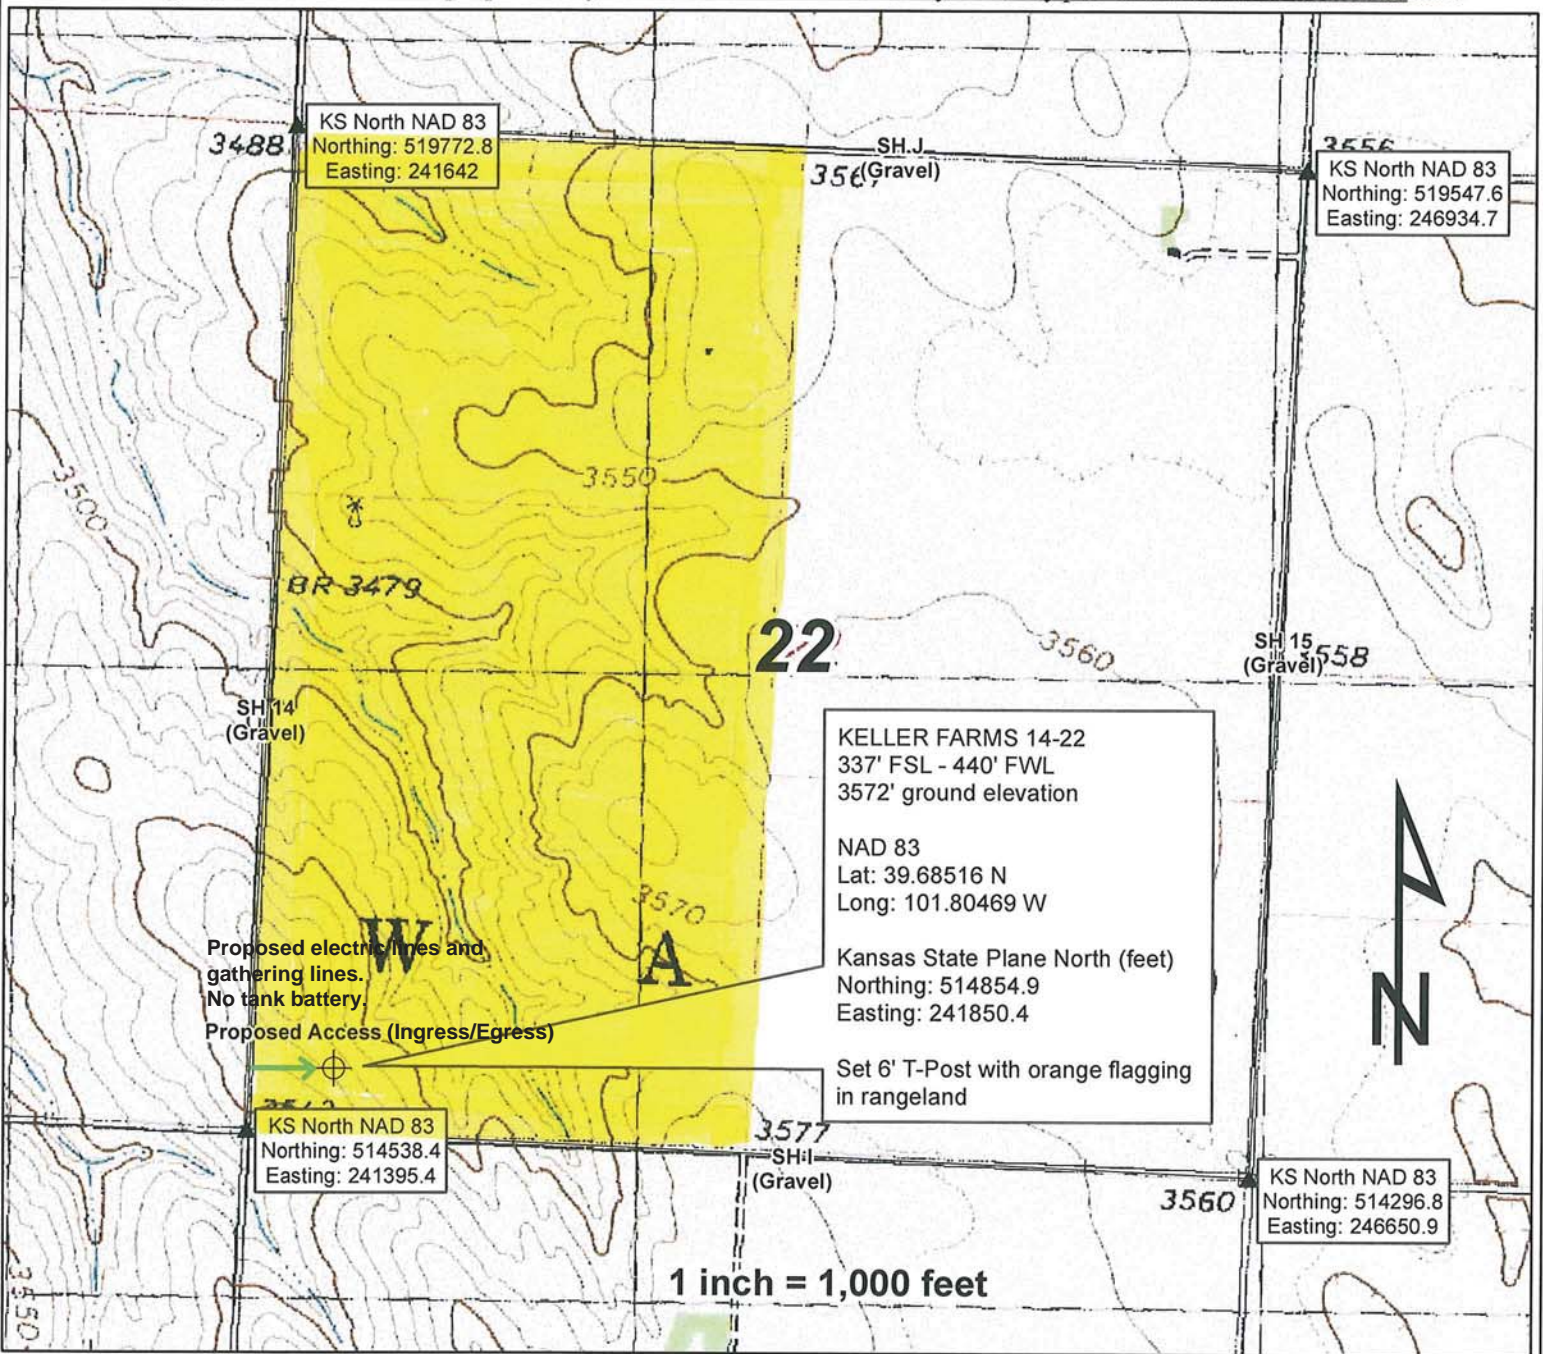 KS North NAD 83
Northing: 519772.8
Easting: 241642
3488
SH J
(Gravel)
3556
KS North NAD 83
Northing: 519547.6
Easting: 246934.7
3500
3550
BR 3479
22
3560
SH 15
(Gravel)
558
SH 14
(Gravel)
KELLER FARMS 14-22
337' FSL - 440' FWL
3572' ground elevation
NAD 83
Lat: 39.68516 N
Long: 101.80469 W
Kansas State Plane North (feet)
Northing: 514854.9
Easting: 241850.4
Set 6' T-Post with orange flagging
in rangeland
3570
W A
Proposed electric lines and
gathering lines.
No tank battery.
Proposed Access (Ingress/Egress)
N
KS North NAD 83
Northing: 514538.4
Easting: 241395.4
3577
SH I
(Gravel)
3560
KS North NAD 83
Northing: 514296.8
Easting: 246650.9
1 inch = 1,000 feet
3550